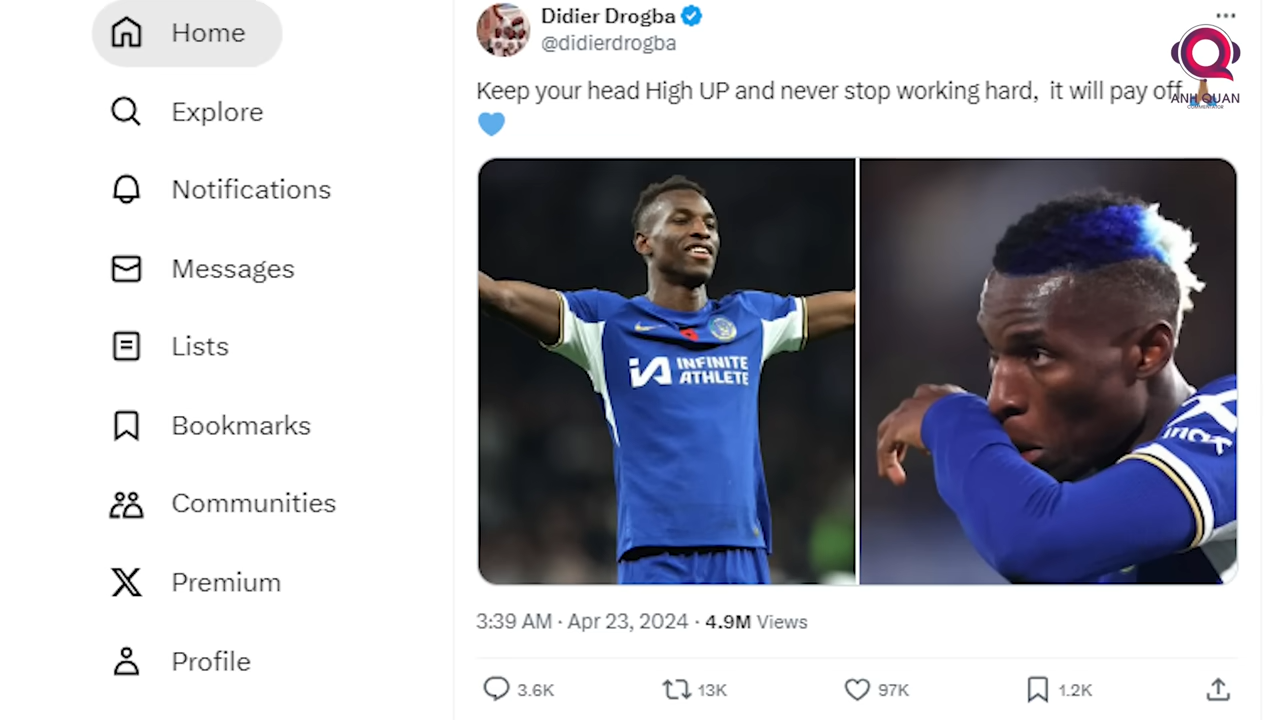 Home
Explore
Notifications
Messages
Lists
Bookmarks
Communities
Premium
Profile
Didier Drogba
@didierdrogba
Keep your head High UP and never stop working hard, it will pay off
ANH QUAN
COMMENTATOR
INFINITE
ATHLETE
3:39 AM · Apr 23, 2024 · 4.9M Views
3.6K
13K
97K
1.2K